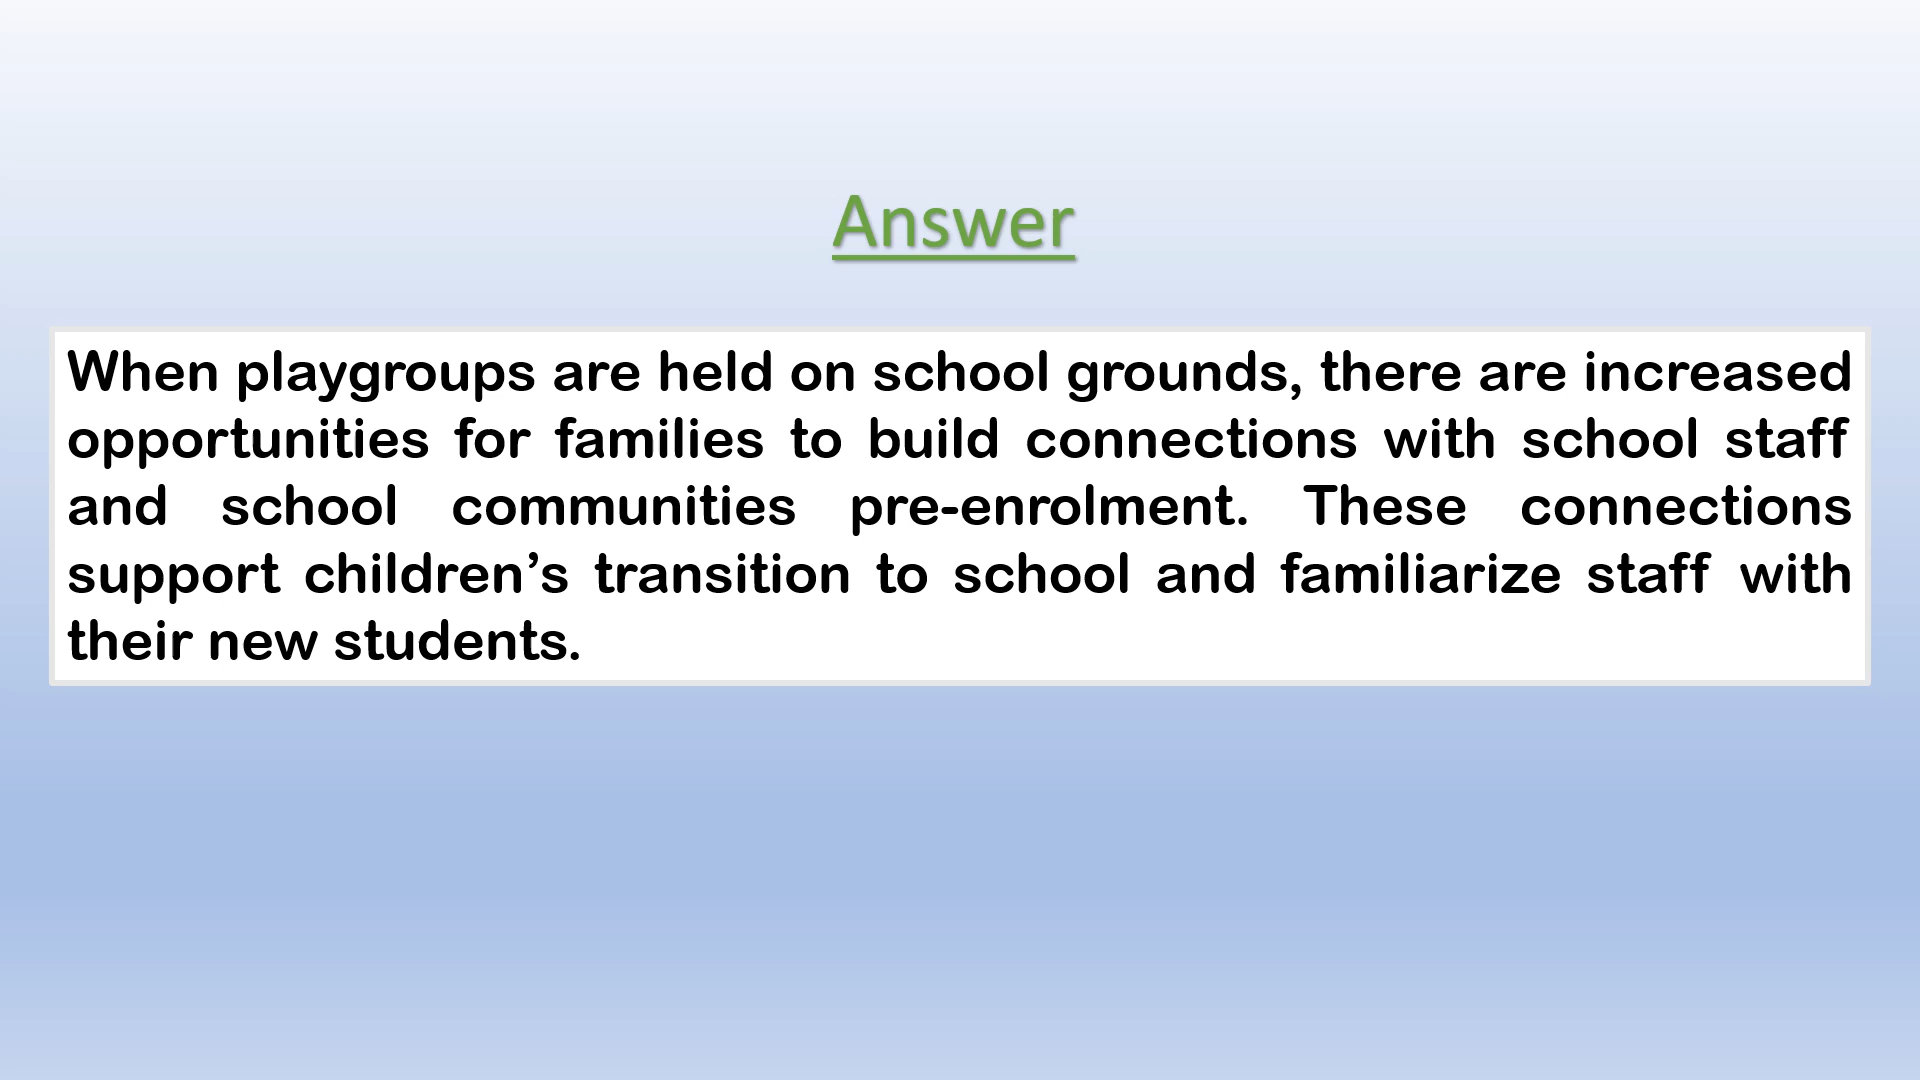 Answer
When playgroups are held on school grounds, there are increased
opportunities for families to build connections with school staff
and school communities pre-enrolment. These connections
support children’s transition to school and familiarize staff with
their new students.